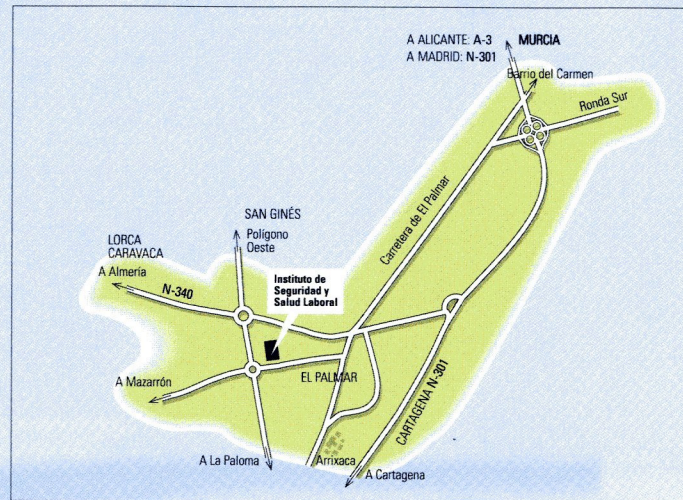 A ALICANTE: A-3 MURCIA
A MADRID: N-301
Barrio del Carmen
Ronda Sur
Carretera de El Palmar
SAN GINÉS
Polígono
Oeste
LORCA
CARAVACA
A Almería
N-340
Instituto de
Seguridad y
Salud Laboral
A Mazarrón
EL PALMAR
CARTAGENA N-301
A La Paloma
Arrixaca
A Cartagena